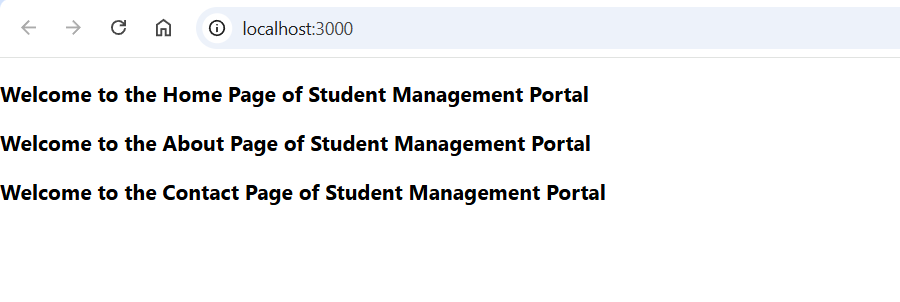 localhost:3000
Welcome to the Home Page of Student Management Portal
Welcome to the About Page of Student Management Portal
Welcome to the Contact Page of Student Management Portal